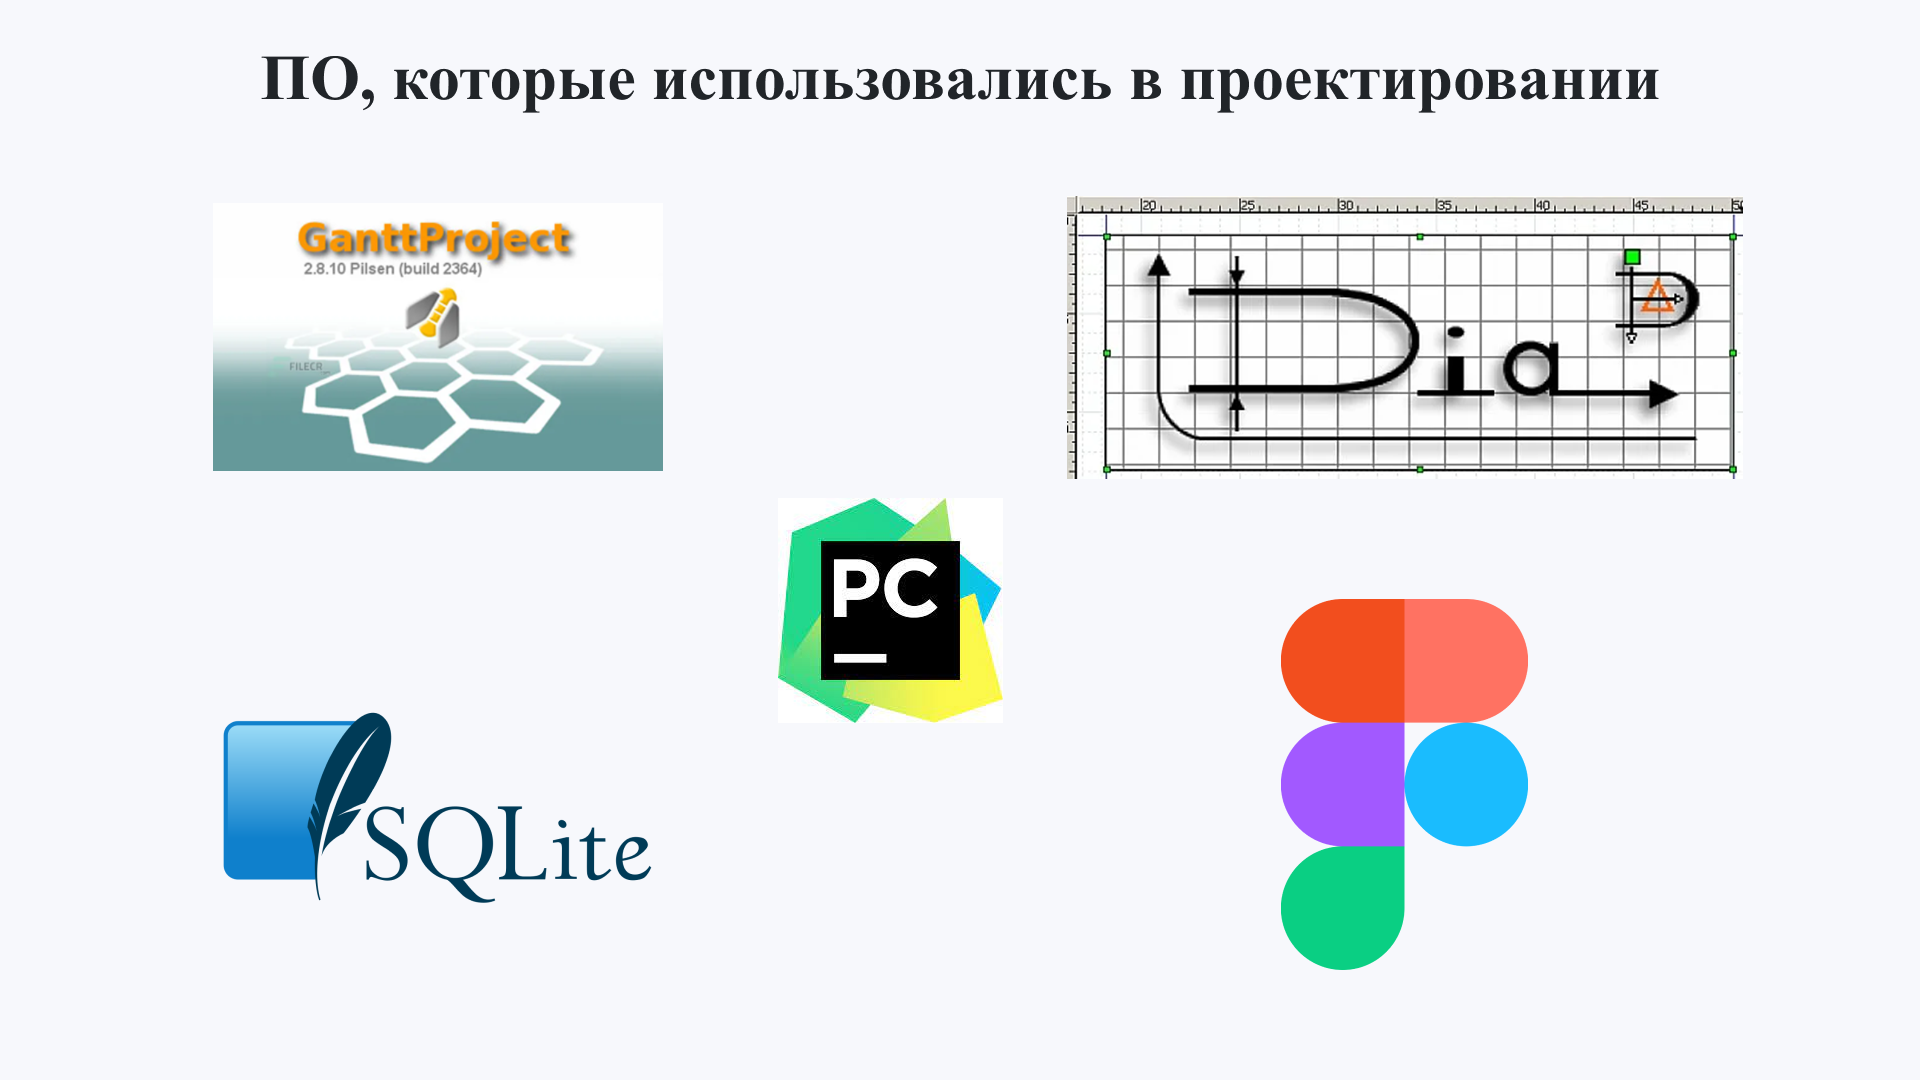 ПО, которые использовались в проектировании
GanttProject
2.8.10 Pilsen (build 2364)
FILECR
20 25 30 35 40 45
Dia
D
PC
SQLite